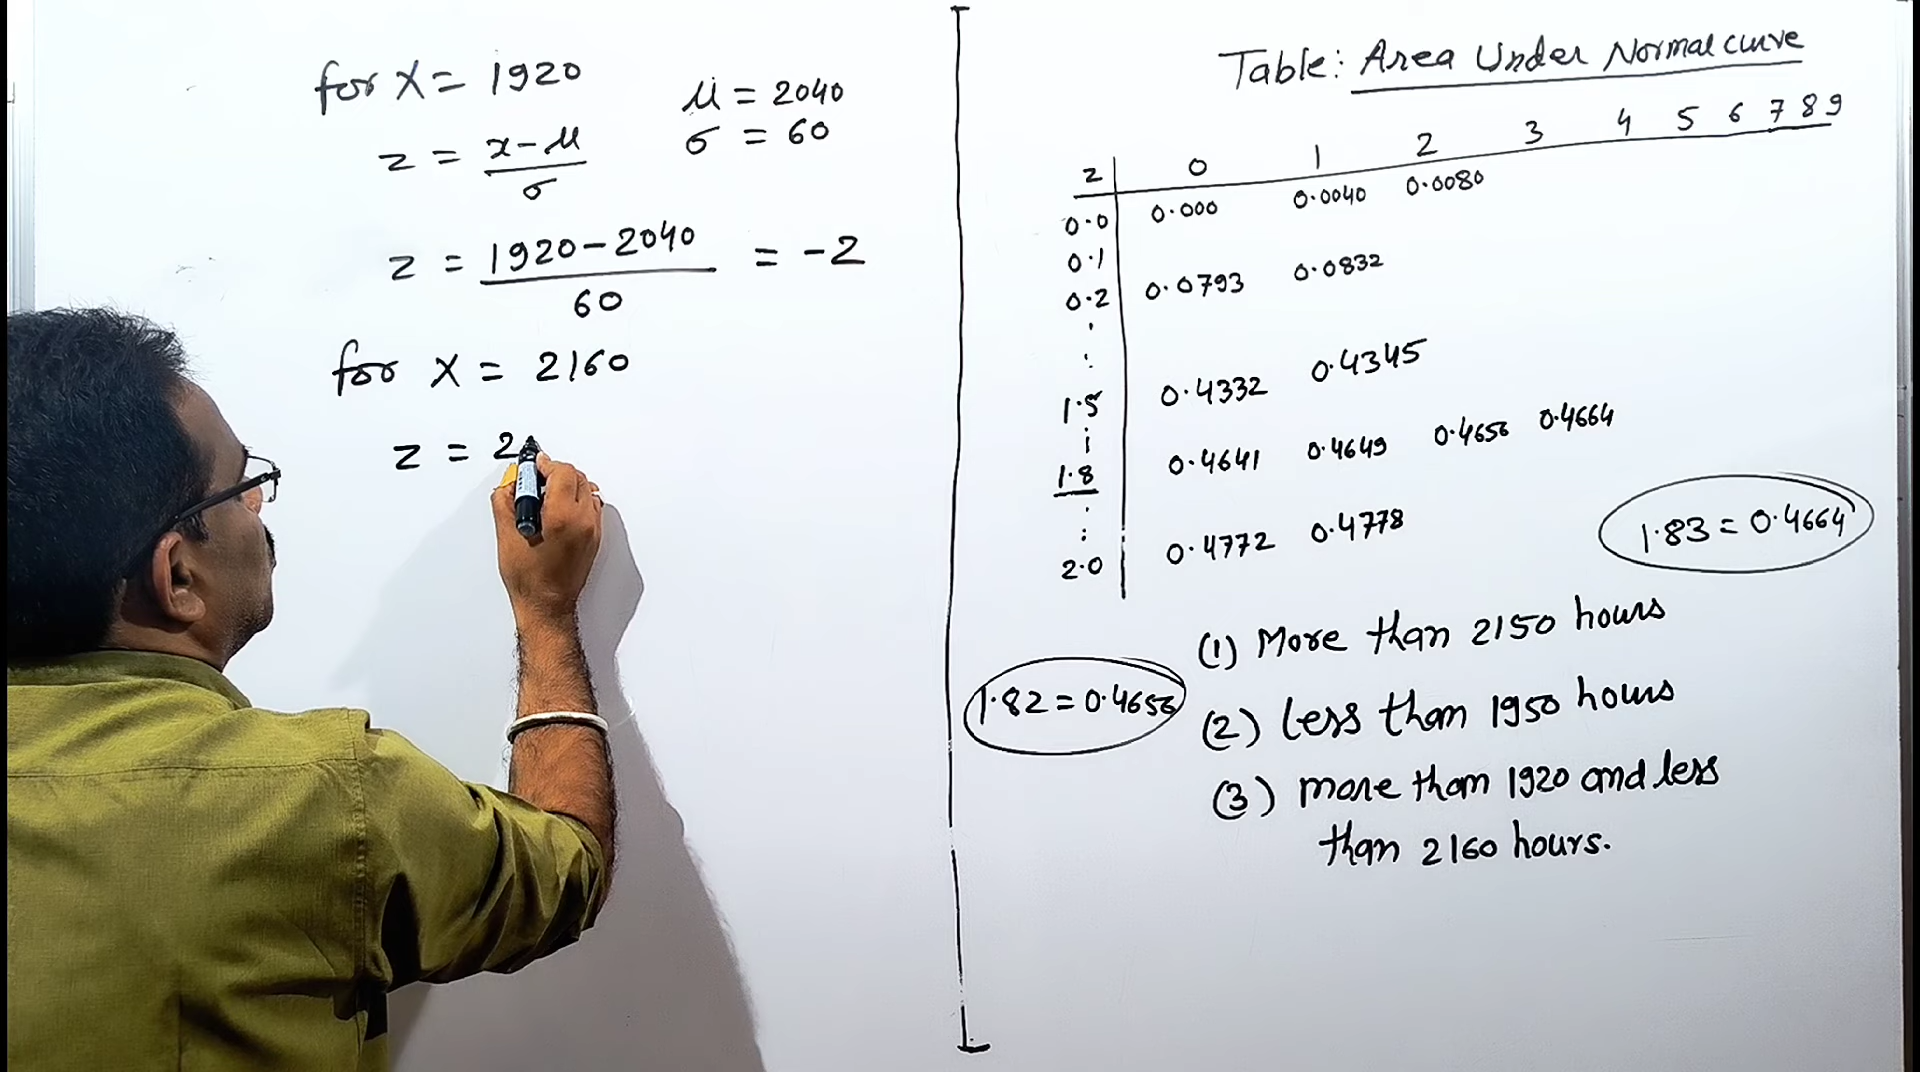 for X = 1920
μ = 2040
σ = 60
z = x-μ / σ
z = 1920-2040 / 60 = -2
for X = 2160
z = 2
Table: Area Under Normal curve
z 0 1 2 3 4 5 6 7 8 9
0.0 0.000 0.0040 0.0080
0.1
0.2 0.0793 0.0832
:
1.5 0.4332 0.4345
1.8 0.4641 0.4649 0.4656 0.4664
:
2.0 0.4772 0.4778
1.83 = 0.4664
1.82 = 0.4656
(1) More than 2150 hours
(2) less than 1950 hours
(3) more than 1920 and less
than 2160 hours.